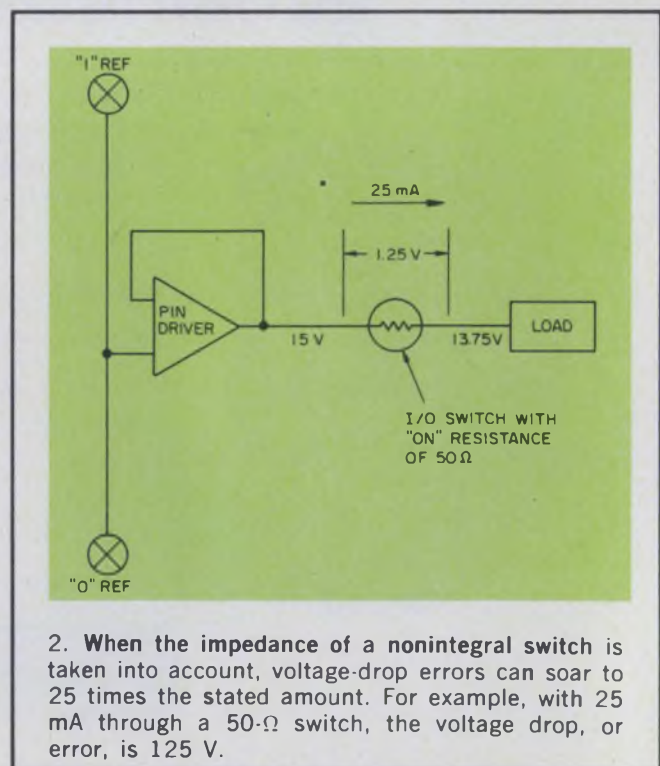 "1" REF
25 mA
1.25 V
PIN
DRIVER
15 V
13.75V
LOAD
I/O SWITCH WITH
"ON" RESISTANCE
OF 50Ω
"0" REF
2. When the impedance of a nonintegral switch is
taken into account, voltage-drop errors can soar to
25 times the stated amount. For example, with 25
mA through a 50-Ω switch, the voltage drop, or
error, is 125 V.